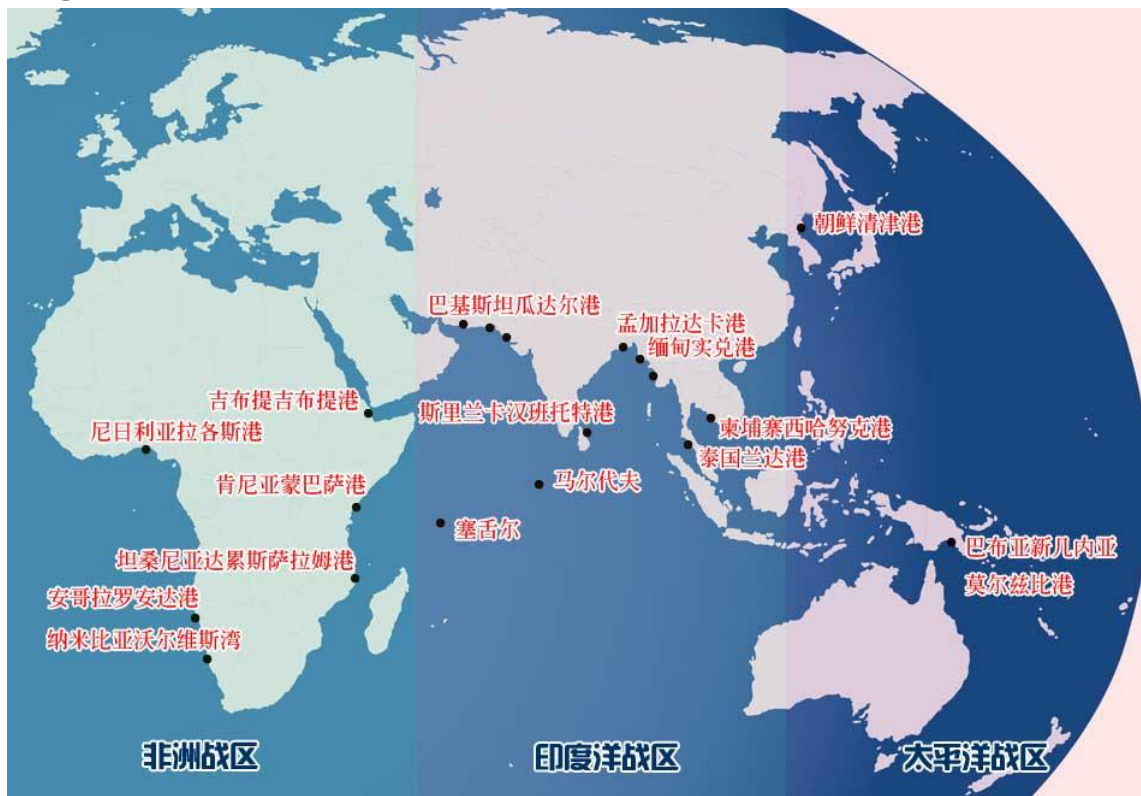 朝鲜清津港
巴基斯坦瓜达尔港
孟加拉达卡港
缅甸实兑港
吉布提吉布提港
斯里兰卡汉班托特港
尼日利亚拉各斯港
柬埔寨西哈努克港
泰国兰达港
肯尼亚蒙巴萨港
马尔代夫
塞舌尔
巴布亚新几内亚
坦桑尼亚达累斯萨拉姆港
莫尔兹比港
安哥拉罗安达港
纳米比亚沃尔维斯湾
非洲战区
印度洋战区
太平洋战区